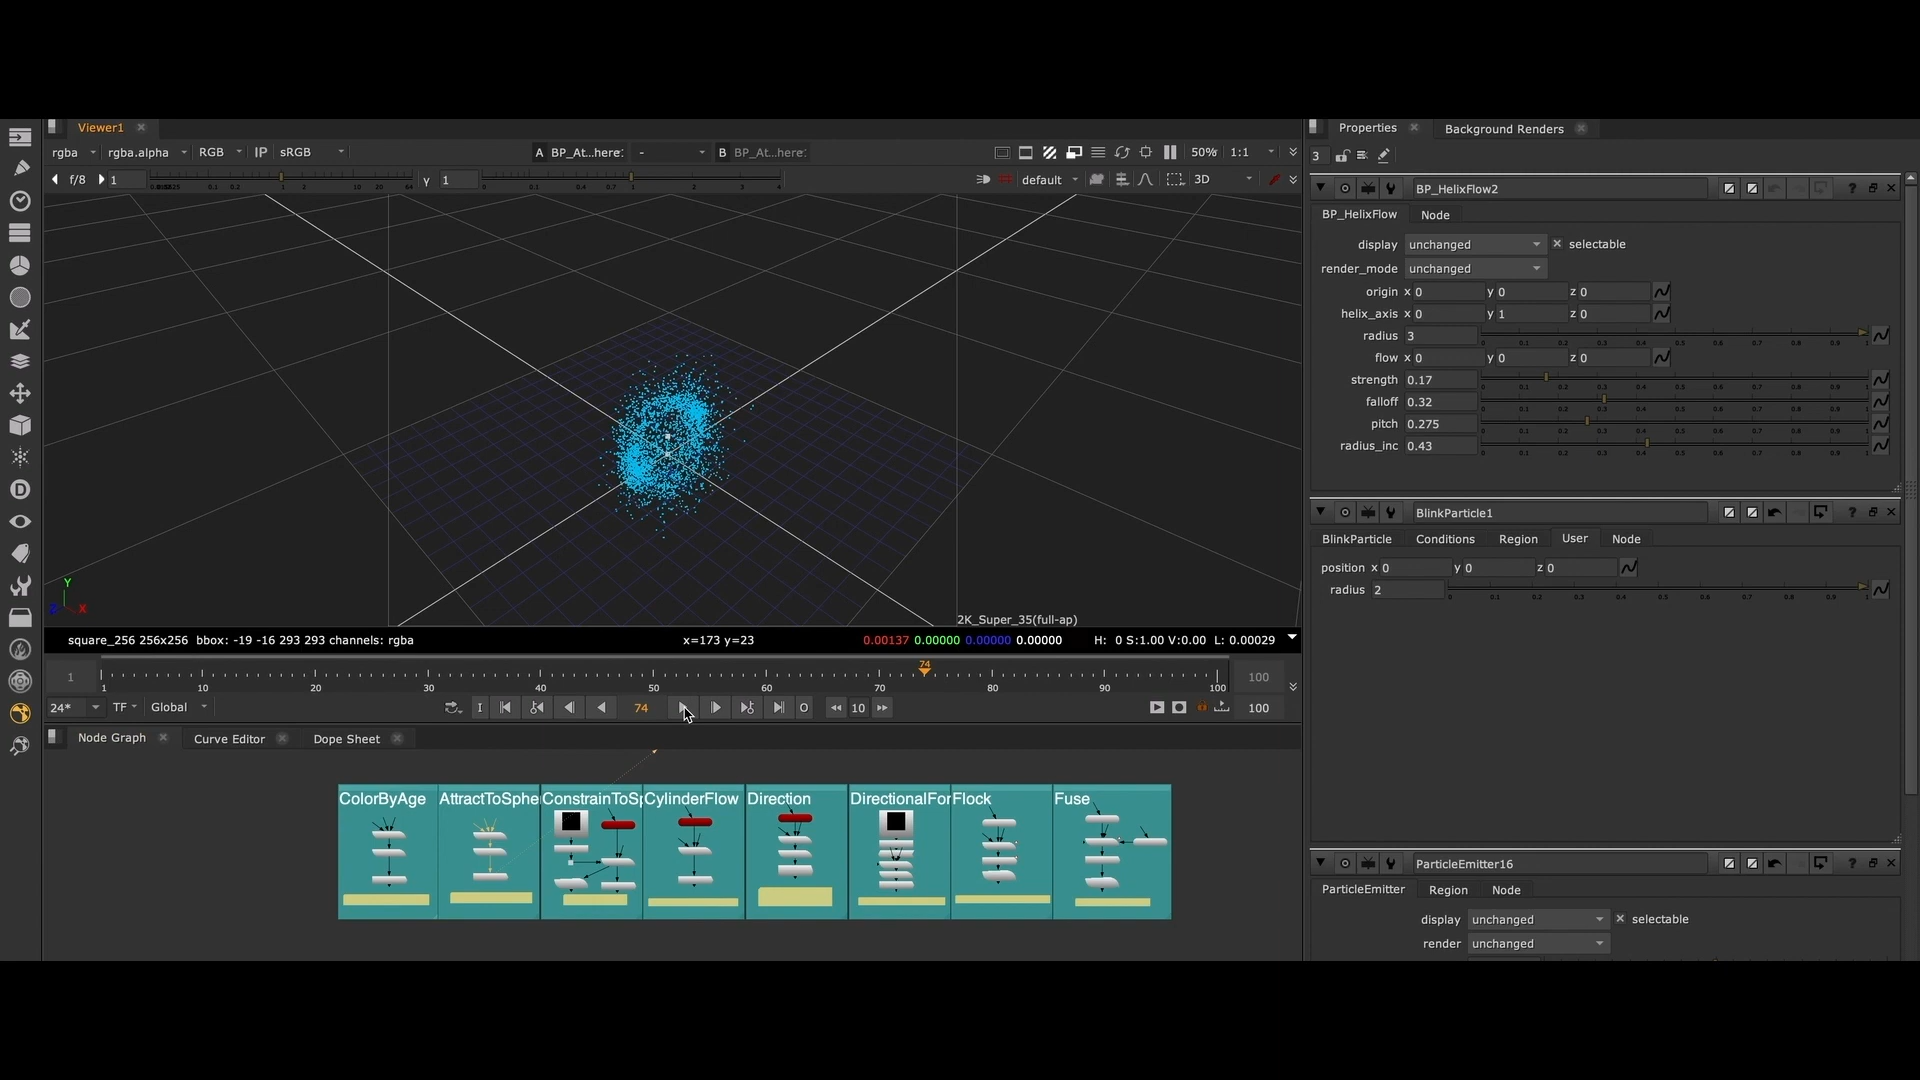 Viewer1
Properties
Background Renders
rgba rgba.alpha RGB IP sRGB A BP_At...here: - B BP_At...here: 50% 1:1
3
f/8 1 γ 1 default 3D
BP_HelixFlow2 ?
BP_HelixFlow Node
display unchanged selectable
render_mode unchanged
origin x 0 y 0 z 0
helix_axis x 0 y 1 z 0
radius 3
flow x 0 y 0 z 0
strength 0.17
falloff 0.32
pitch 0.275
radius_inc 0.43
BlinkParticle1 ?
BlinkParticle Conditions Region User Node
position x 0 y 0 z 0
radius 2
Y
Z X
2K_Super_35(full-ap)
square_256 256x256 bbox: -19 -16 293 293 channels: rgba x=173 y=23 0.00137 0.00000 0.00000 0.00000 H: 0 S:1.00 V:0.00 L: 0.00029
74
1 100
1 10 20 30 40 50 60 70 80 90 100
24* TF Global I 74 O 10 100
Node Graph Curve Editor Dope Sheet
ColorByAge AttractToSphe ConstrainToSp CylinderFlow Direction DirectionalFor Flock Fuse
ParticleEmitter16 ?
ParticleEmitter Region Node
display unchanged selectable
render unchanged